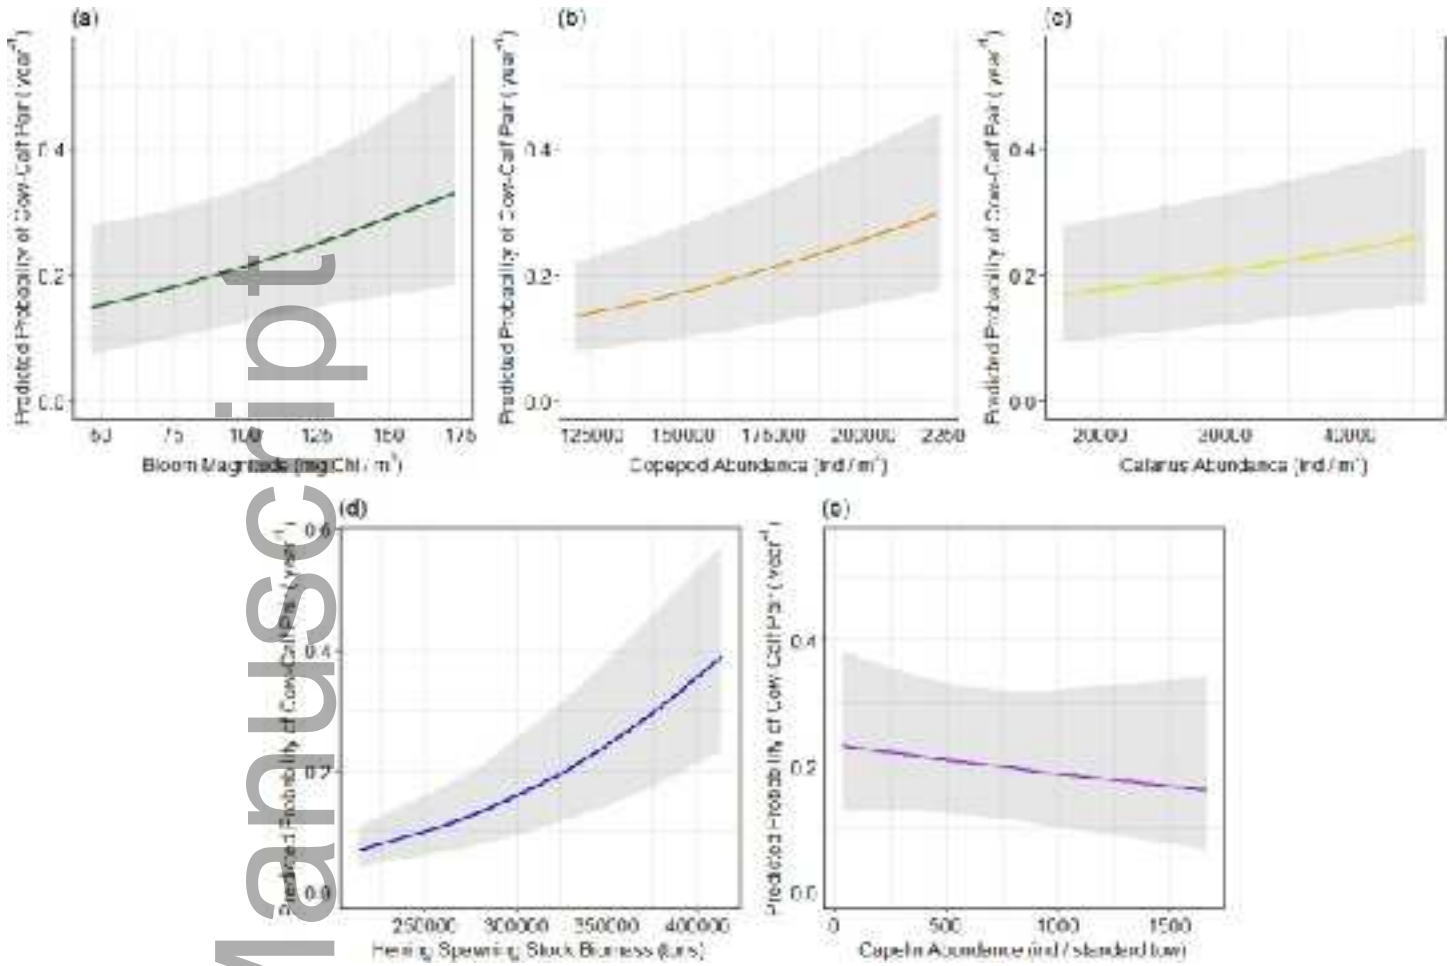 (a)
Predicted Probability of Cow-Calf Pair (year⁻¹)
0.4
0.2
0.0
50 75 100 125 150 175
Bloom Magnitude (mg Chl / m³)
(b)
Predicted Probability of Cow-Calf Pair (year⁻¹)
0.4
0.2
0.0
125000 150000 175000 200000 2250
Copepod Abundance (ind / m²)
(c)
Predicted Probability of Cow-Calf Pair (year⁻¹)
0.4
0.2
0.0
20000 30000 40000
Calanus Abundance (ind / m²)
(d)
Predicted Probability of Cow-Calf Pair (year⁻¹)
0.6
0.4
0.2
0.0
250000 300000 350000 400000
Herring Spawning Stock Biomass (tons)
(e)
Predicted Probability of Cow-Calf Pair (year⁻¹)
0.4
0.2
0.0
0 500 1000 1500
Capelin Abundance (ind / standard tow)
Manuscript